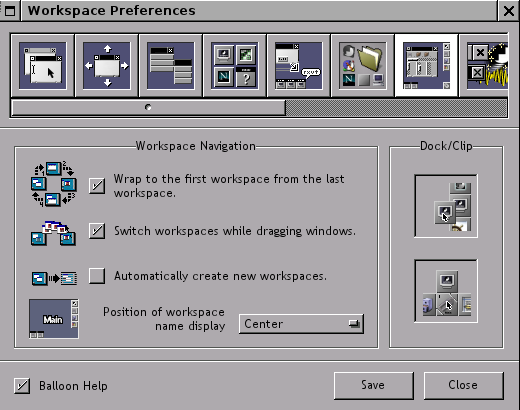 Workspace Preferences
Workspace Navigation
Dock/Clip
Wrap to the first workspace from the last
workspace.
Switch workspaces while dragging windows.
Automatically create new workspaces.
Main
Position of workspace
name display
Center
Balloon Help
Save
Close